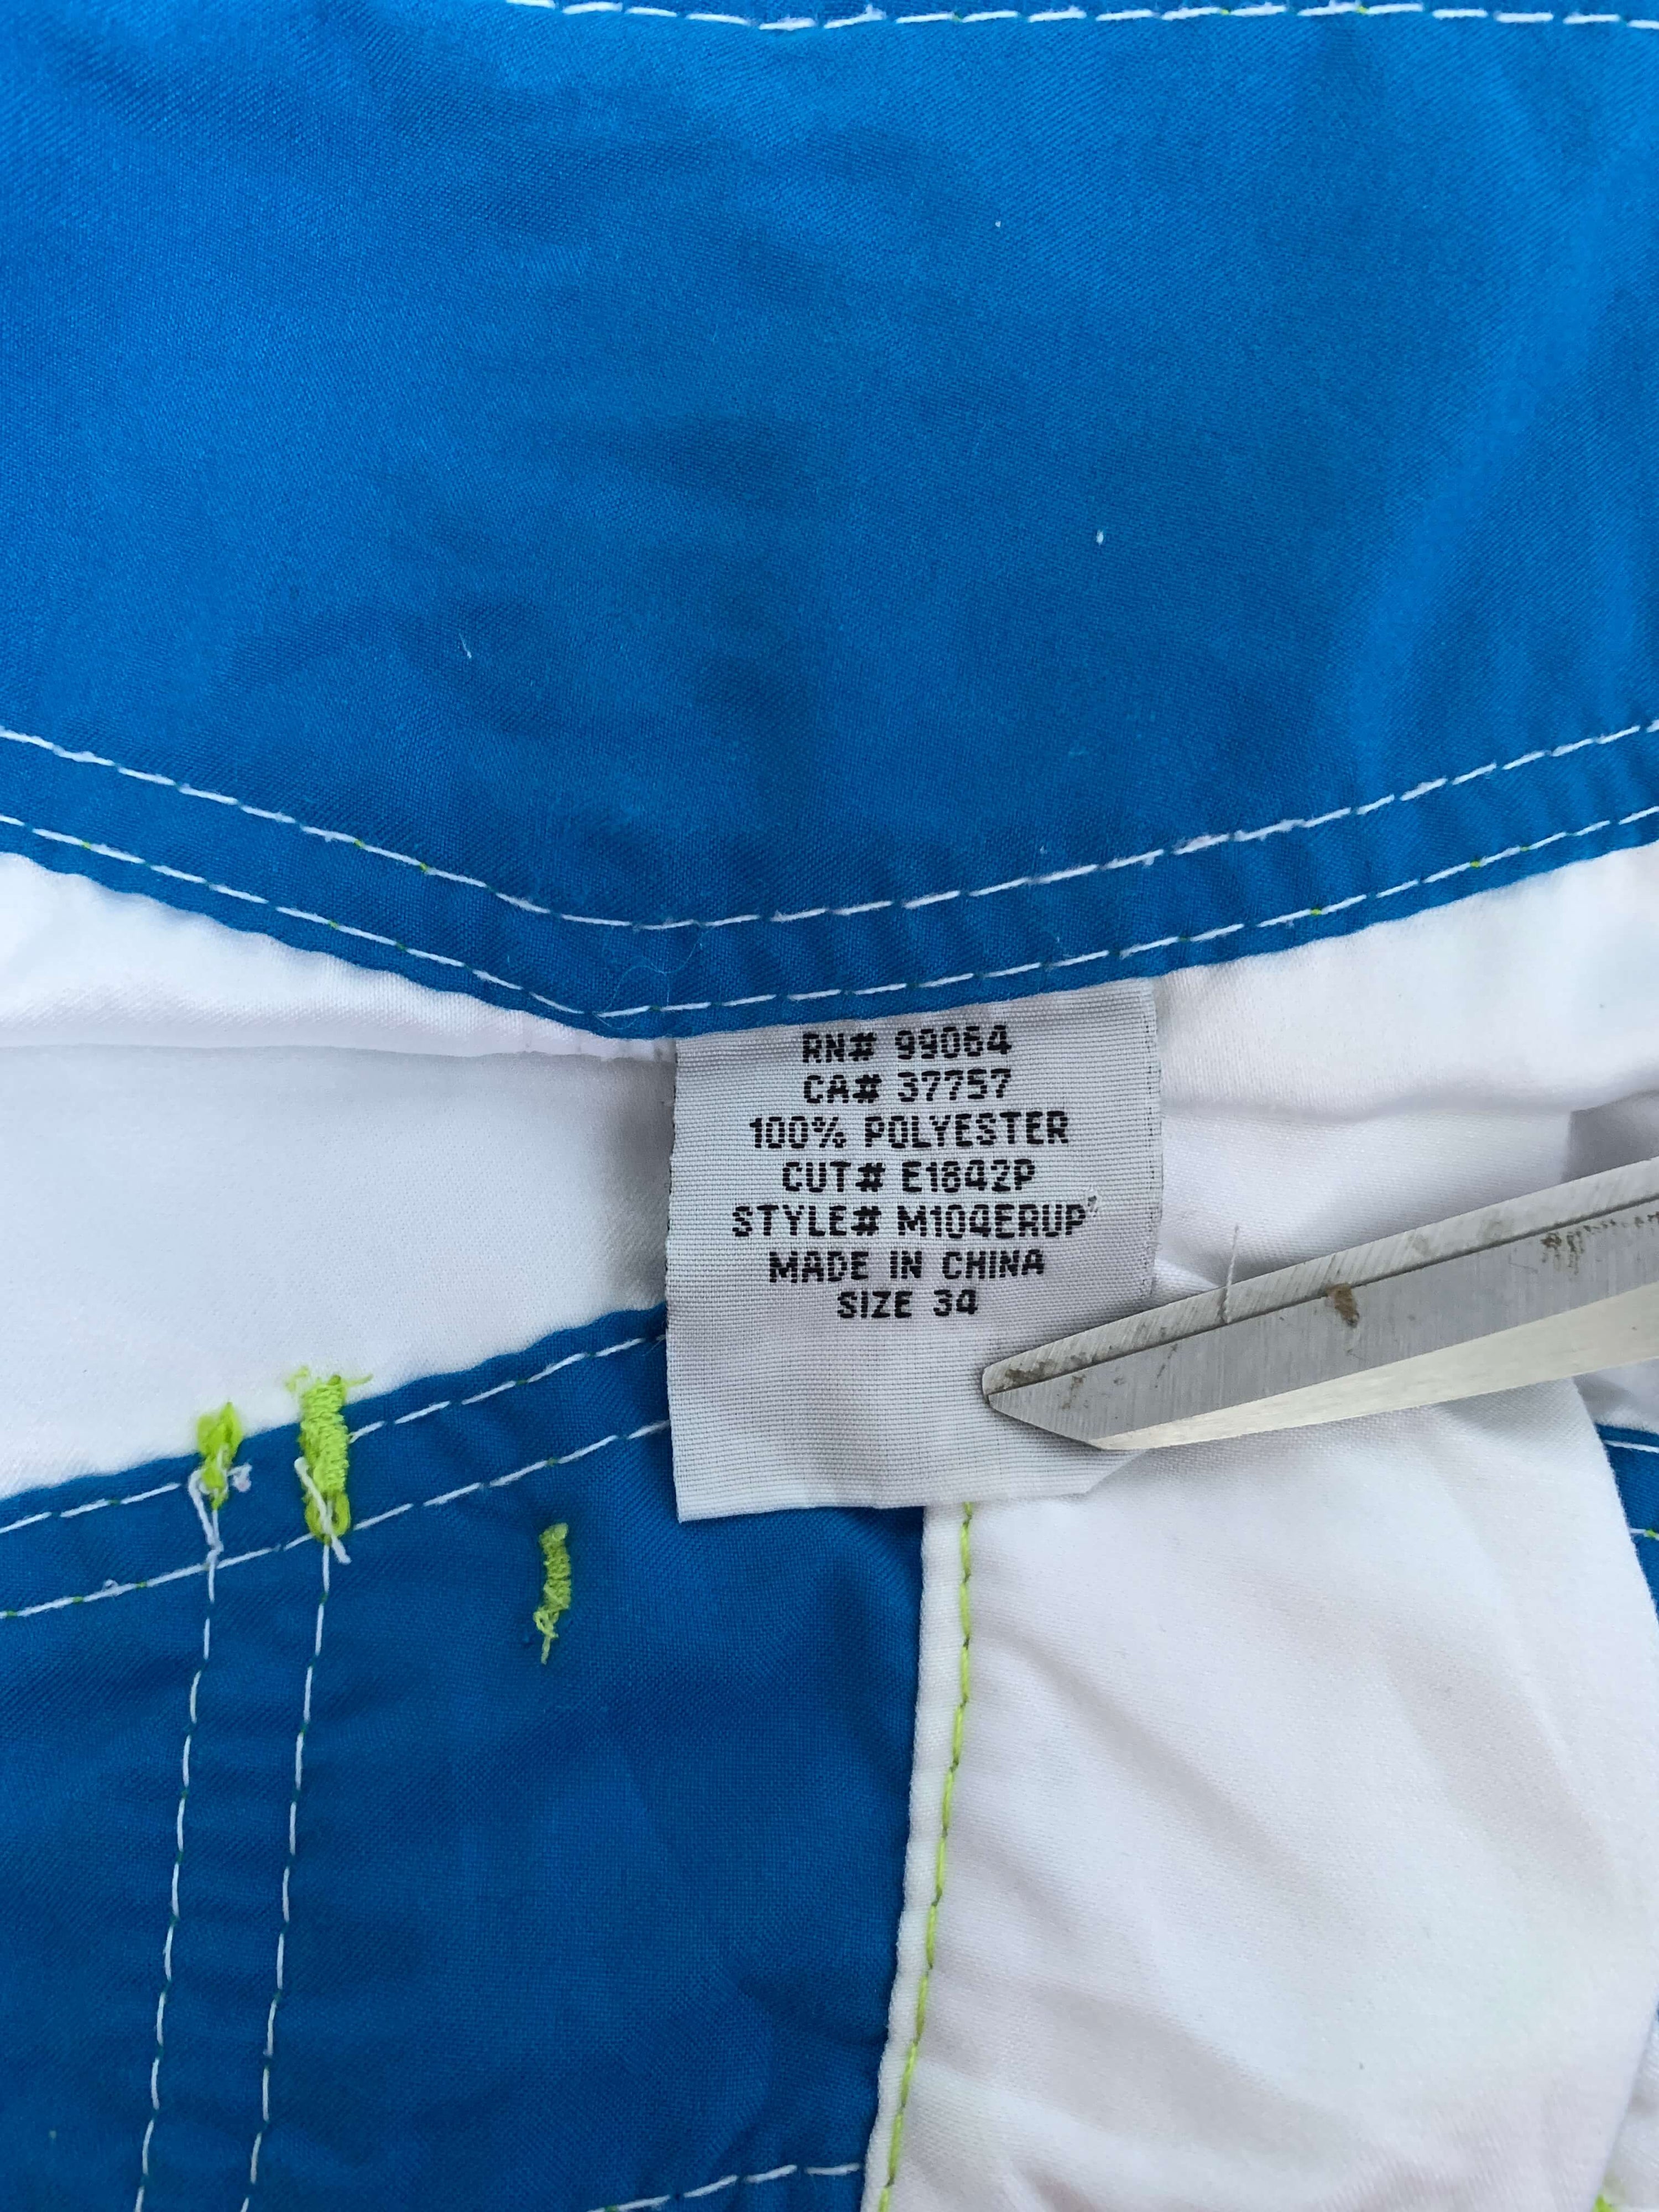 RN# 99064
CA# 37757
100% POLYESTER
CUT# E1842P
STYLE# M104ERUP
MADE IN CHINA
SIZE 34